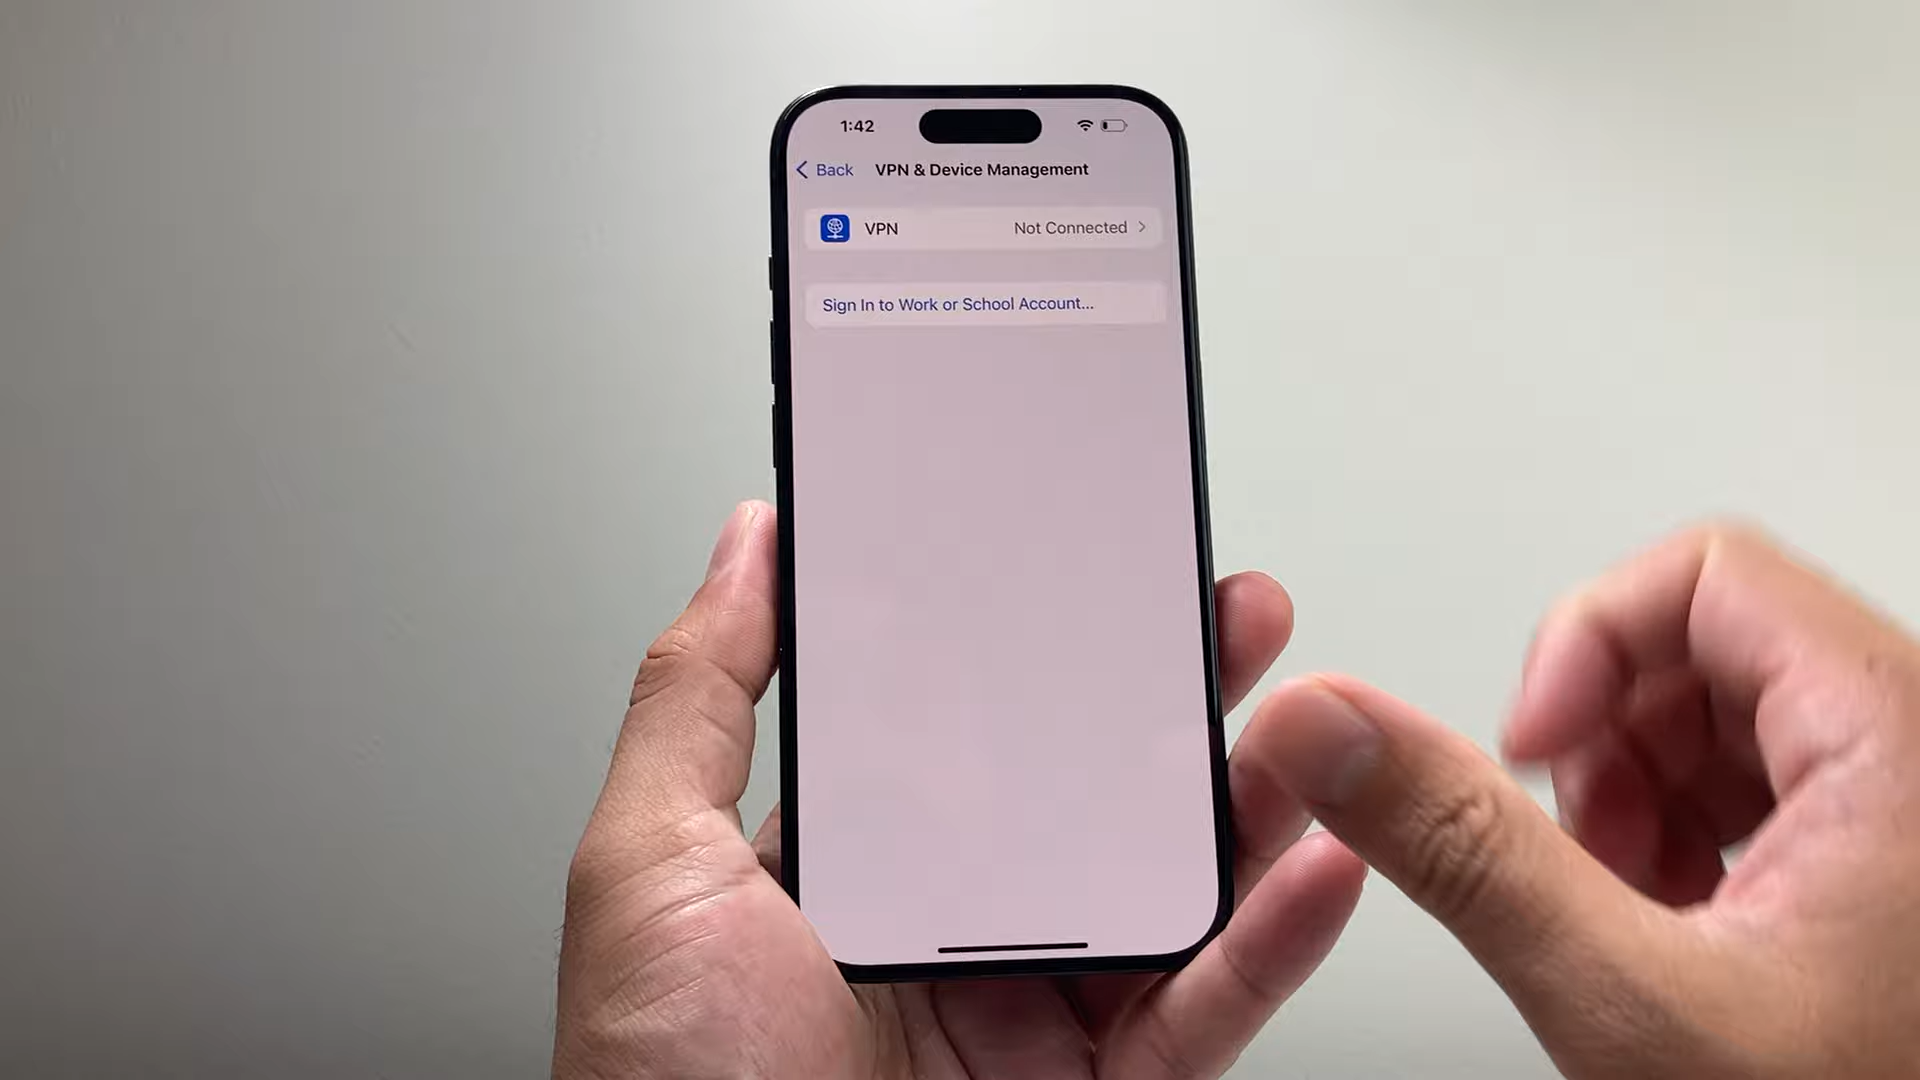 1:42
Back VPN & Device Management
VPN Not Connected
Sign In to Work or School Account...